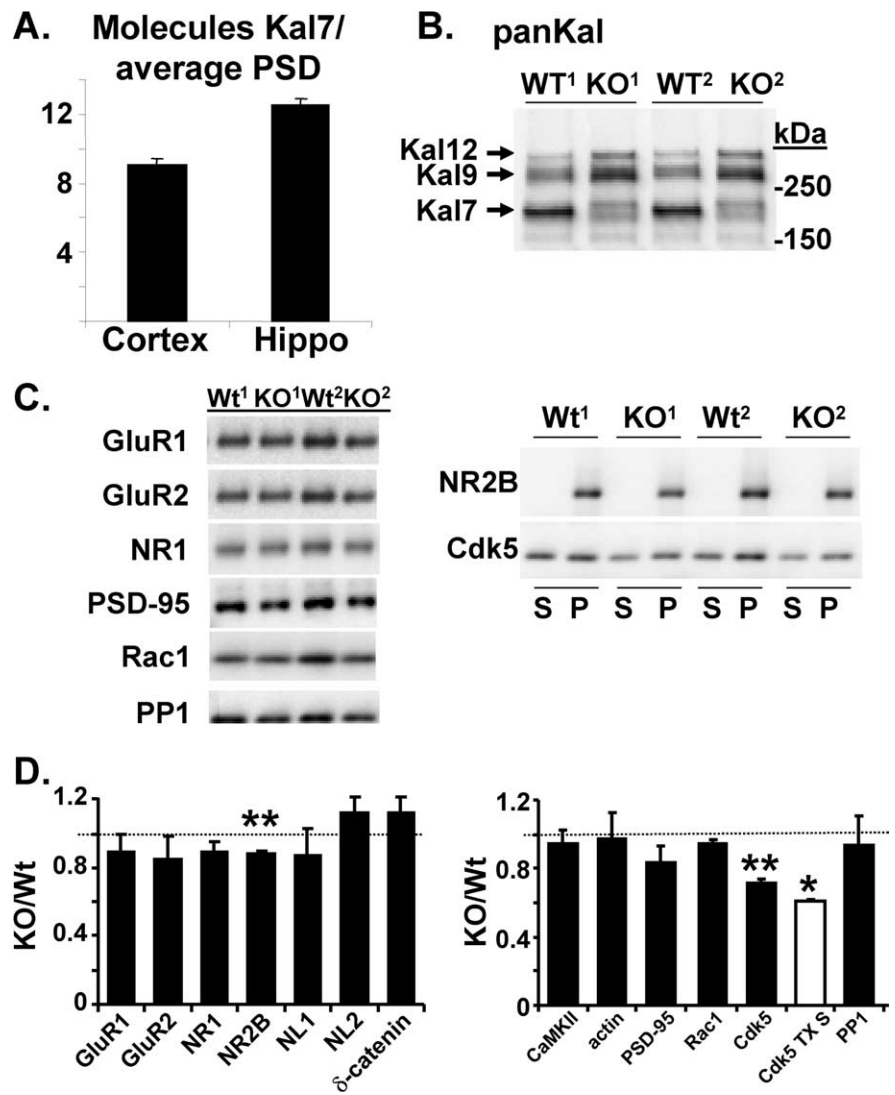 A. Molecules Kal7/
average PSD
12
8
4
Cortex Hippo
B. panKal
WT¹ KO¹ WT² KO²
kDa
Kal12
Kal9
-250
Kal7
-150
C.
Wt¹ KO¹ Wt² KO²
GluR1
GluR2
NR1
PSD-95
Rac1
PP1
Wt¹ KO¹ Wt² KO²
NR2B
Cdk5
S P S P S P S P
D.
KO/Wt
1.2
0.8
0.4
0
**
GluR1 GluR2 NR1 NR2B NL1 NL2 δ-catenin
KO/Wt
1.2
0.8
0.4
0
** *
CaMKII actin PSD-95 Rac1 Cdk5 Cdk5 TX S PP1